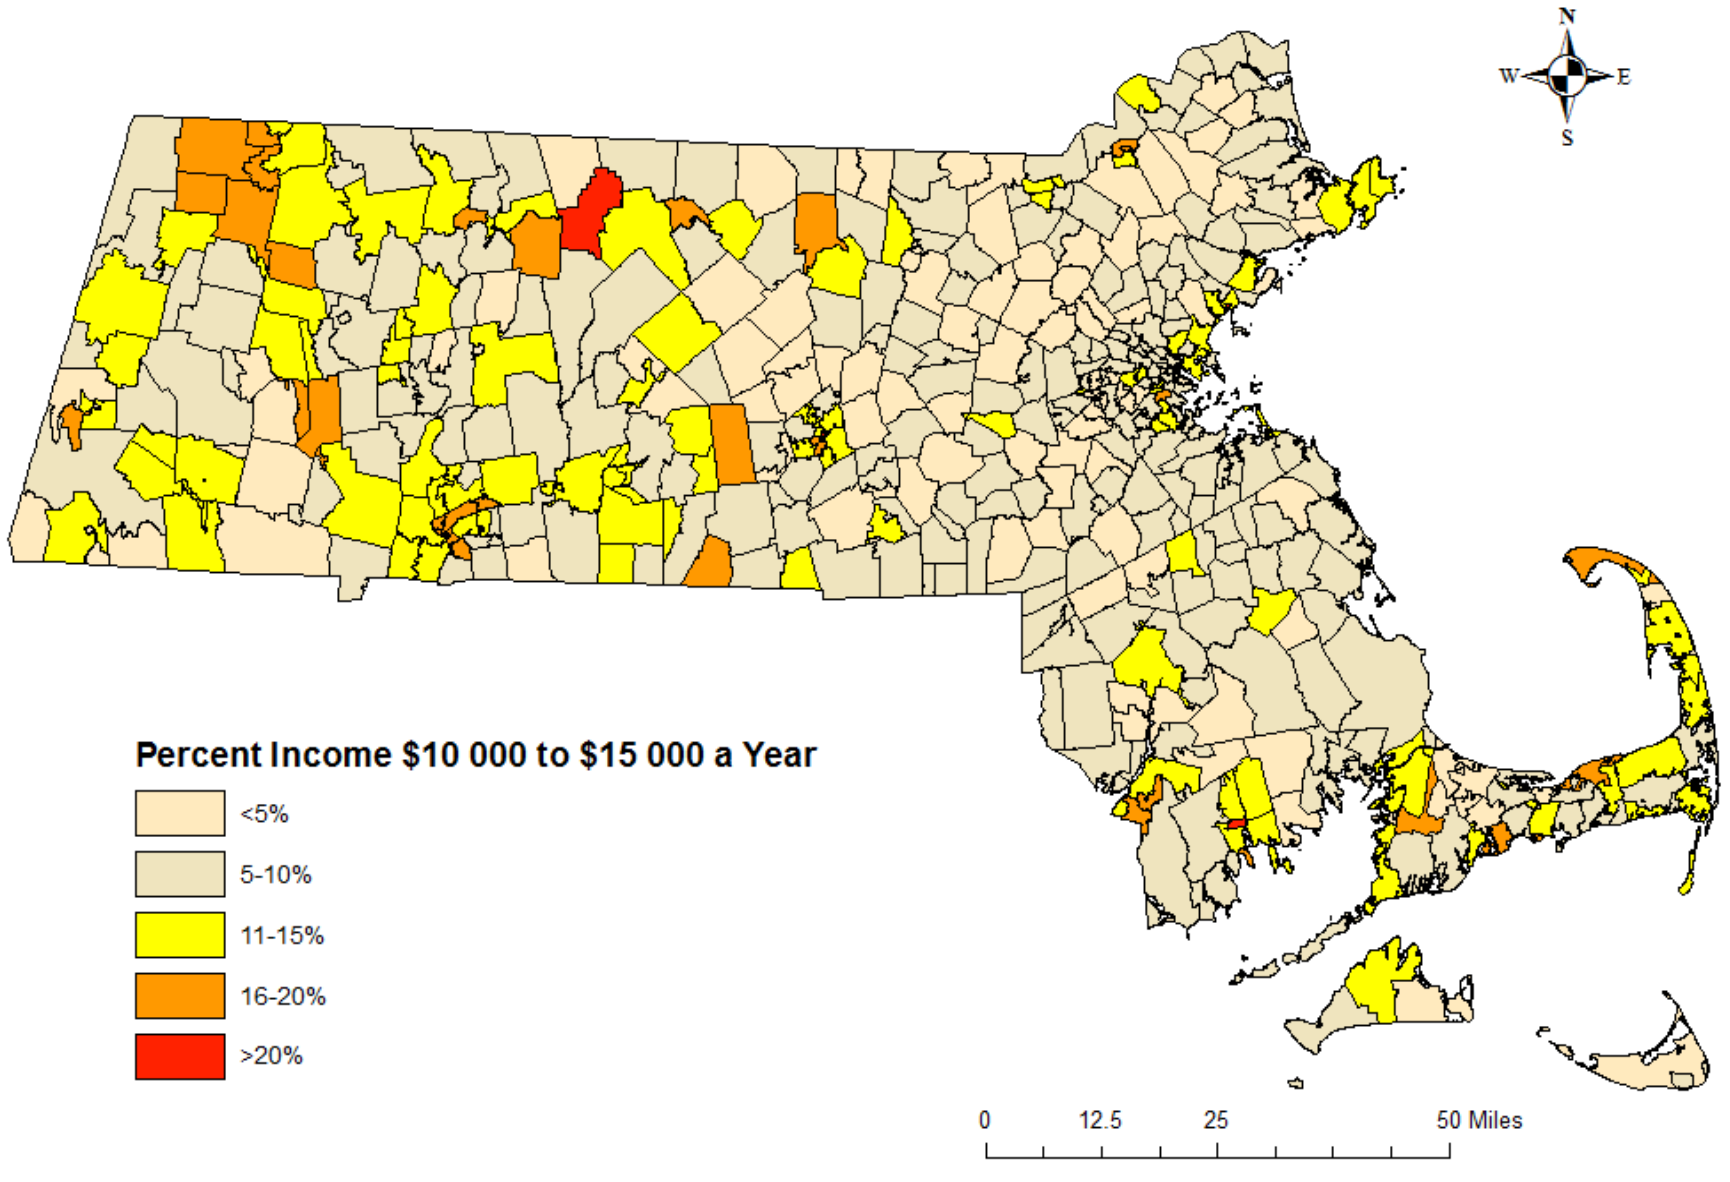 N
W E
S
Percent Income $10 000 to $15 000 a Year
<5%
5-10%
11-15%
16-20%
>20%
0 12.5 25 50 Miles